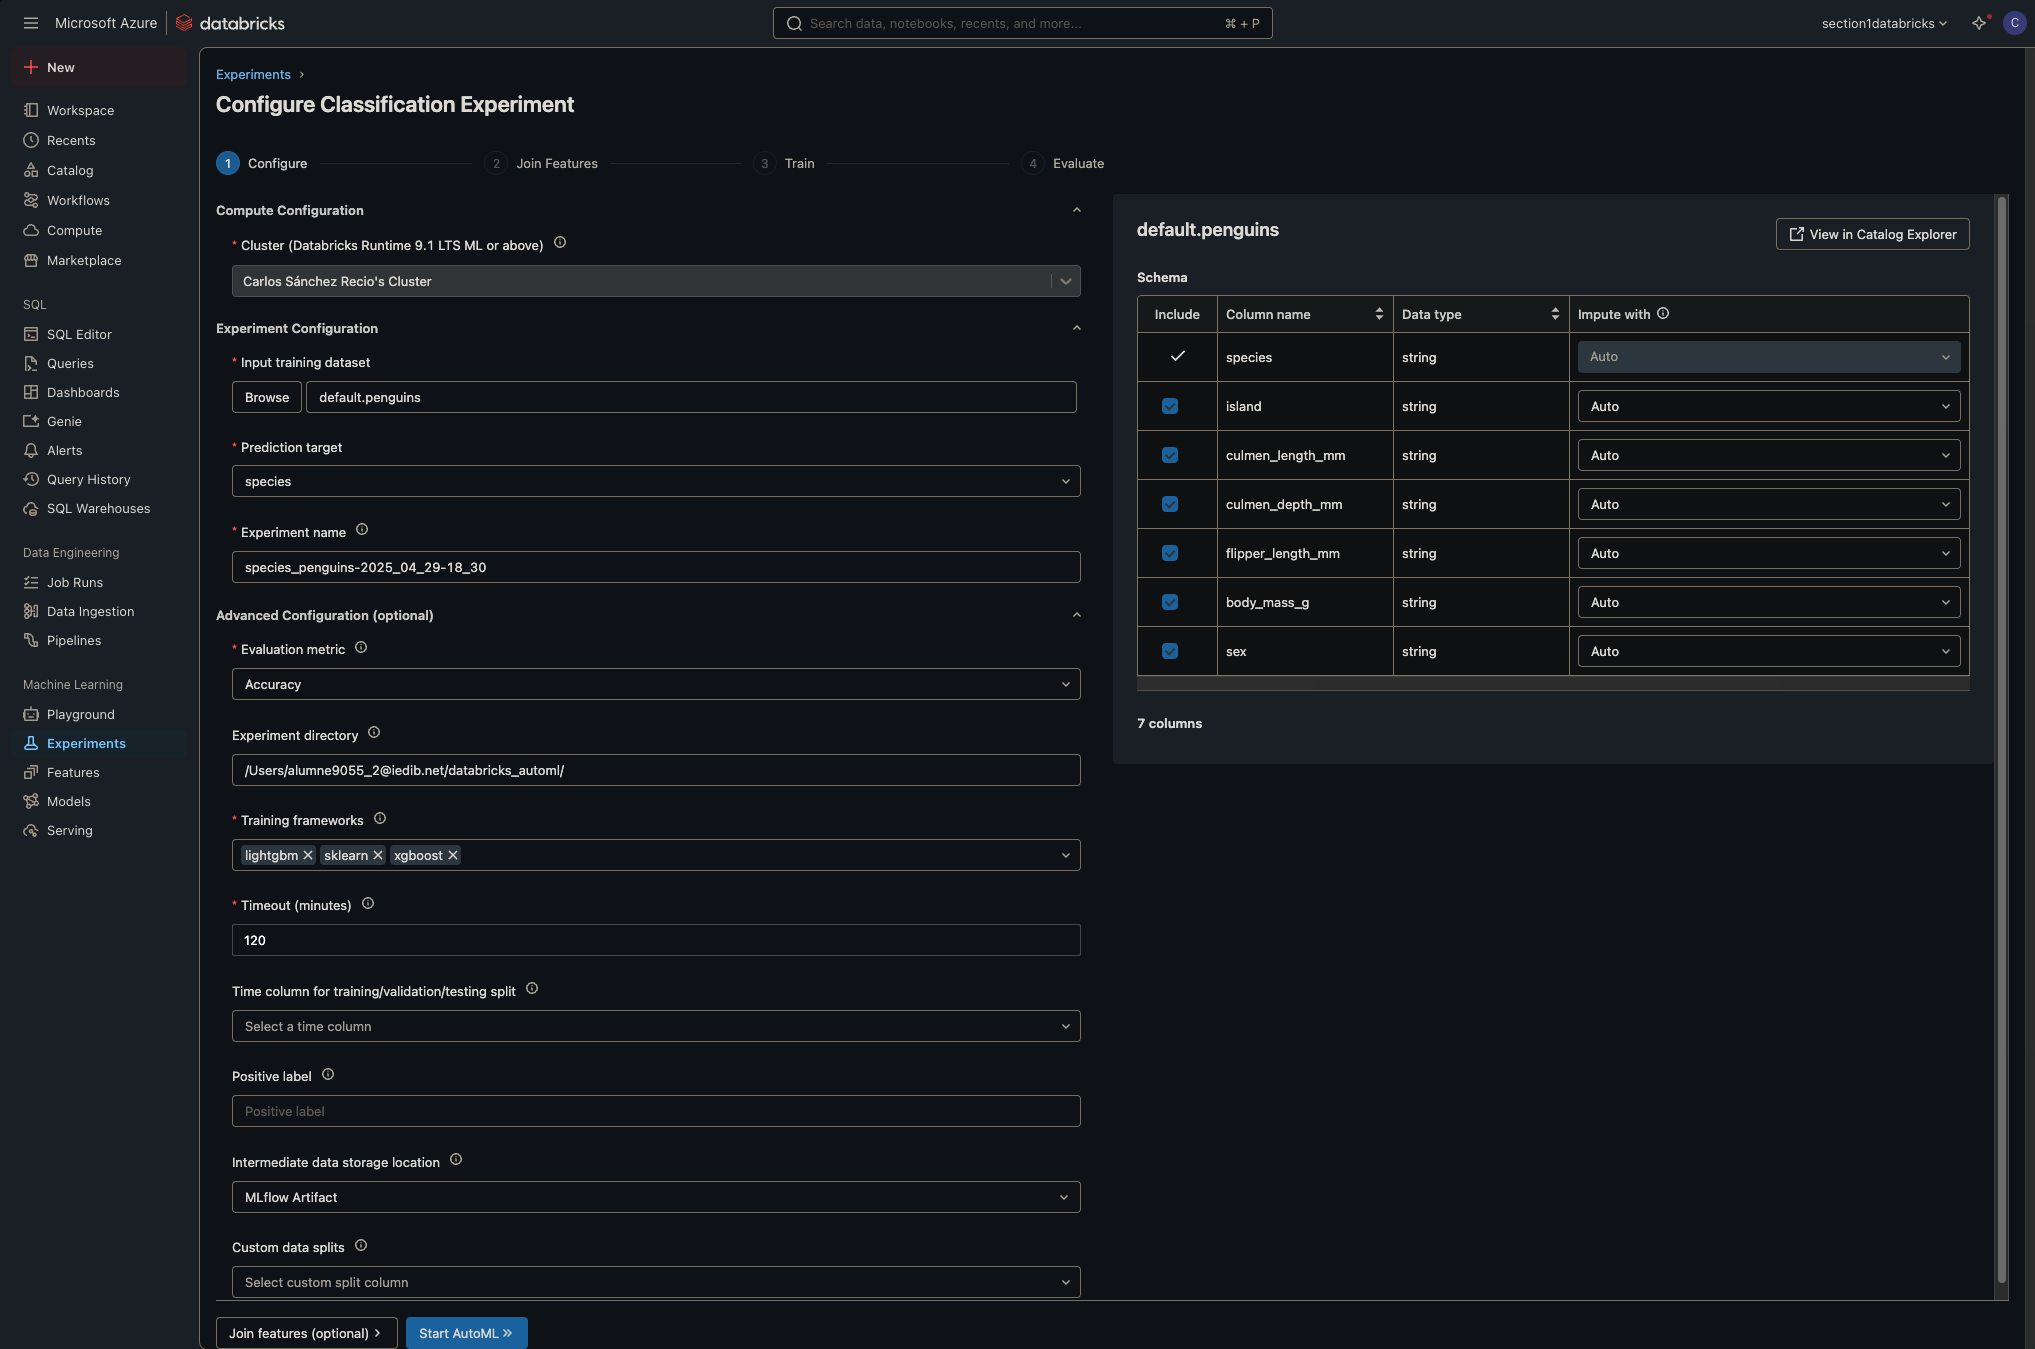 Microsoft Azure databricks
Search data, notebooks, recents, and more... ⌘ + P
section1databricks
C
New
Workspace
Recents
Catalog
Workflows
Compute
Marketplace
SQL
SQL Editor
Queries
Dashboards
Genie
Alerts
Query History
SQL Warehouses
Data Engineering
Job Runs
Data Ingestion
Pipelines
Machine Learning
Playground
Experiments
Features
Models
Serving
Experiments ›
Configure Classification Experiment
1 Configure 2 Join Features 3 Train 4 Evaluate
Compute Configuration
* Cluster (Databricks Runtime 9.1 LTS ML or above)
Carlos Sánchez Recio's Cluster
Experiment Configuration
* Input training dataset
Browse default.penguins
* Prediction target
species
* Experiment name
species_penguins-2025_04_29-18_30
Advanced Configuration (optional)
* Evaluation metric
Accuracy
Experiment directory
/Users/alumne9055_2@iedib.net/databricks_automl/
* Training frameworks
lightgbm sklearn xgboost
* Timeout (minutes)
120
Time column for training/validation/testing split
Select a time column
Positive label
Positive label
Intermediate data storage location
MLflow Artifact
Custom data splits
Select custom split column
Join features (optional) › Start AutoML »
default.penguins
View in Catalog Explorer
Schema
Include Column name Data type Impute with
species string Auto
island string Auto
culmen_length_mm string Auto
culmen_depth_mm string Auto
flipper_length_mm string Auto
body_mass_g string Auto
sex string Auto
7 columns